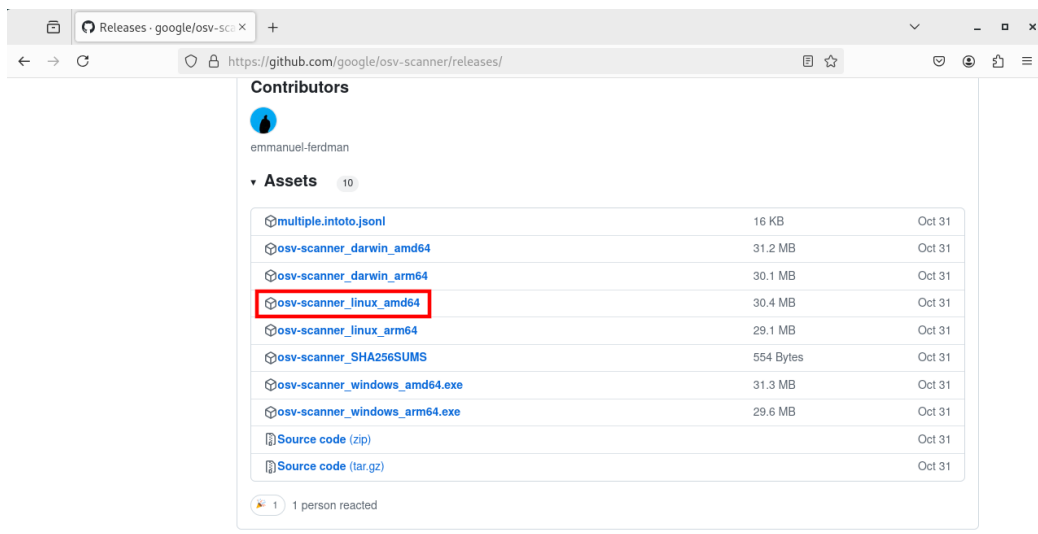 Releases · google/osv-sca
https://github.com/google/osv-scanner/releases/
Contributors
emmanuel-ferdman
Assets 10
multiple.intoto.jsonl 16 KB Oct 31
osv-scanner_darwin_amd64 31.2 MB Oct 31
osv-scanner_darwin_arm64 30.1 MB Oct 31
osv-scanner_linux_amd64 30.4 MB Oct 31
osv-scanner_linux_arm64 29.1 MB Oct 31
osv-scanner_SHA256SUMS 554 Bytes Oct 31
osv-scanner_windows_amd64.exe 31.3 MB Oct 31
osv-scanner_windows_arm64.exe 29.6 MB Oct 31
Source code (zip) Oct 31
Source code (tar.gz) Oct 31
1 1 person reacted